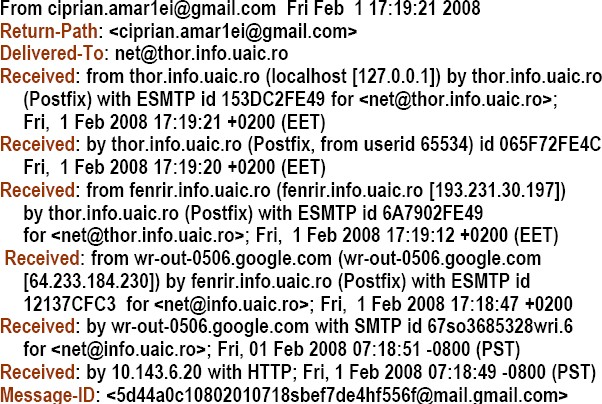 From ciprian.amar1ei@gmail.com Fri Feb 1 17:19:21 2008
Return-Path: <ciprian.amar1ei@gmail.com>
Delivered-To: net@thor.info.uaic.ro
Received: from thor.info.uaic.ro (localhost [127.0.0.1]) by thor.info.uaic.ro
(Postfix) with ESMTP id 153DC2FE49 for <net@thor.info.uaic.ro>;
Fri, 1 Feb 2008 17:19:21 +0200 (EET)
Received: by thor.info.uaic.ro (Postfix, from userid 65534) id 065F72FE4C
Fri, 1 Feb 2008 17:19:20 +0200 (EET)
Received: from fenrir.info.uaic.ro (fenrir.info.uaic.ro [193.231.30.197])
by thor.info.uaic.ro (Postfix) with ESMTP id 6A7902FE49
for <net@thor.info.uaic.ro>; Fri, 1 Feb 2008 17:19:12 +0200 (EET)
Received: from wr-out-0506.google.com (wr-out-0506.google.com
[64.233.184.230]) by fenrir.info.uaic.ro (Postfix) with ESMTP id
12137CFC3 for <net@info.uaic.ro>; Fri, 1 Feb 2008 17:18:47 +0200
Received: by wr-out-0506.google.com with SMTP id 67so3685328wri.6
for <net@info.uaic.ro>; Fri, 01 Feb 2008 07:18:51 -0800 (PST)
Received: by 10.143.6.20 with HTTP; Fri, 1 Feb 2008 07:18:49 -0800 (PST)
Message-ID: <5d44a0c10802010718sbef7de4hf556f@mail.gmail.com>